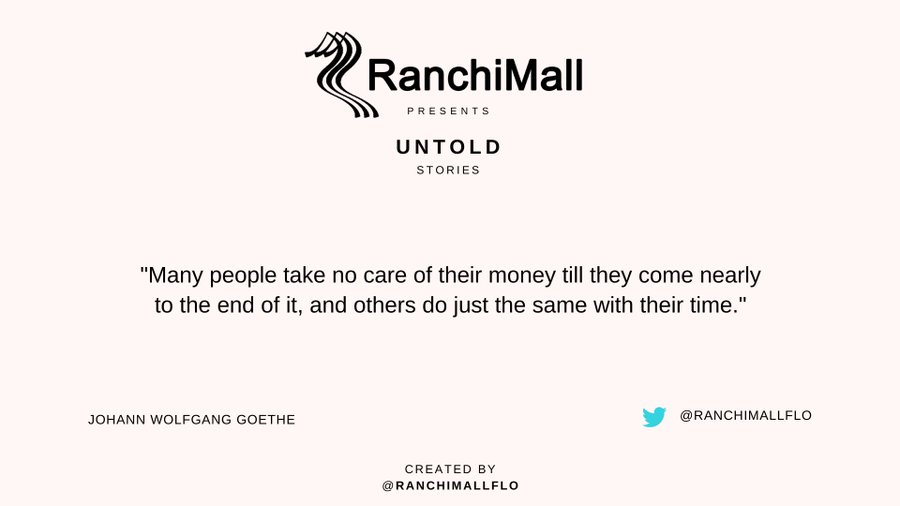 RanchiMall
PRESENTS
UNTOLD
STORIES
"Many people take no care of their money till they come nearly
to the end of it, and others do just the same with their time."
JOHANN WOLFGANG GOETHE
@RANCHIMALLFLO
CREATED BY
@RANCHIMALLFLO